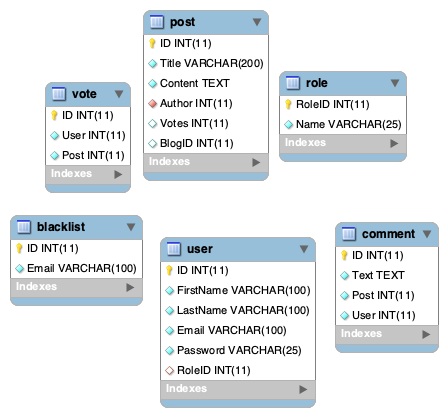 post
ID INT(11)
Title VARCHAR(200)
Content TEXT
Author INT(11)
Votes INT(11)
BlogID INT(11)
Indexes
vote
ID INT(11)
User INT(11)
Post INT(11)
Indexes
role
RoleID INT(11)
Name VARCHAR(25)
Indexes
blacklist
ID INT(11)
Email VARCHAR(100)
Indexes
user
ID INT(11)
FirstName VARCHAR(100)
LastName VARCHAR(100)
Email VARCHAR(100)
Password VARCHAR(25)
RoleID INT(11)
Indexes
comment
ID INT(11)
Text TEXT
Post INT(11)
User INT(11)
Indexes